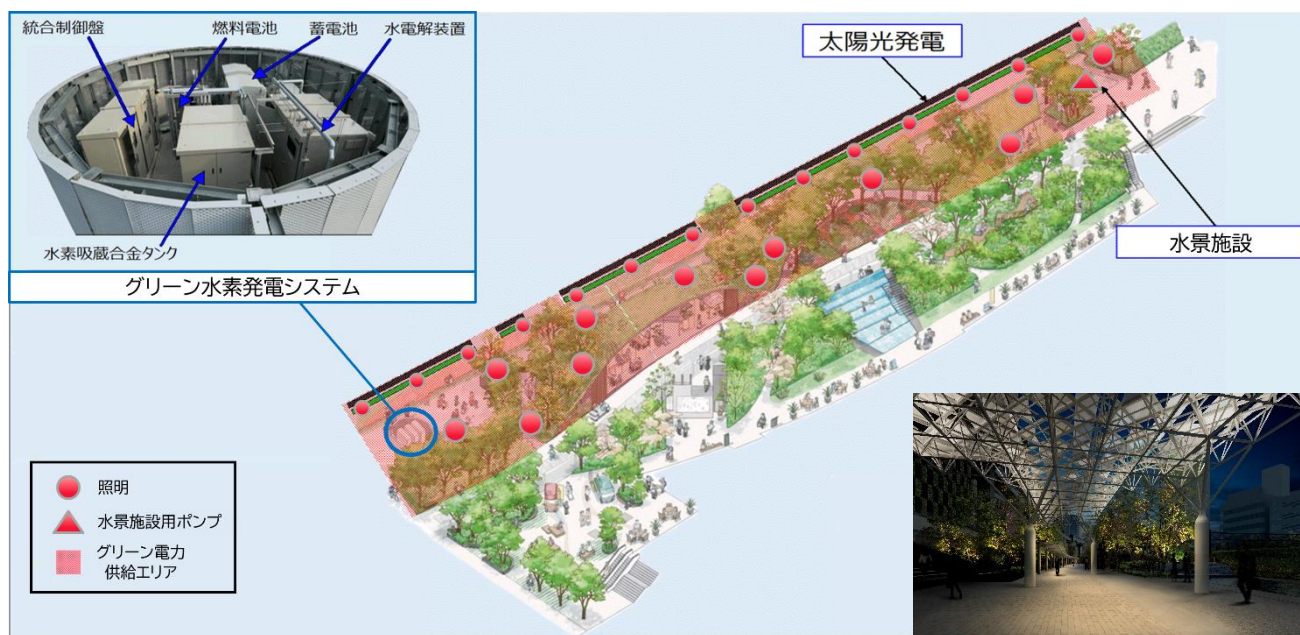 統合制御盤
燃料電池
蓄電池
水電解装置
水素吸蔵合金タンク
グリーン水素発電システム
太陽光発電
水景施設
照明
水景施設用ポンプ
グリーン電力
供給エリア